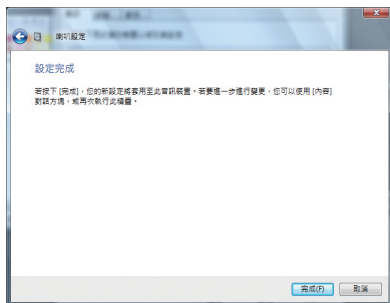 喇叭設定
設定完成
若按下 [完成]，您的新設定將套用至此音訊裝置。若要進一步進行變更，您可以使用 [內容]
對話方塊，或再次執行此精靈。
完成(F)
取消